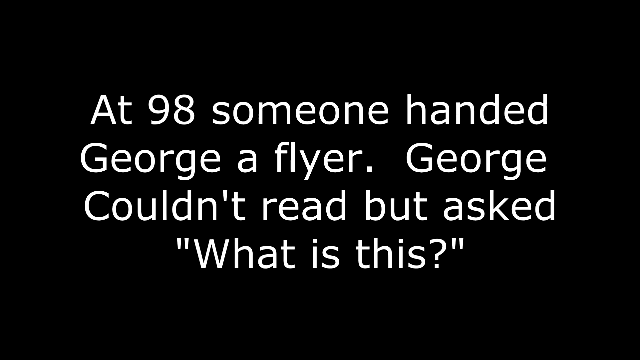 At 98 someone handed
George a flyer.  George
Couldn't read but asked
"What is this?"